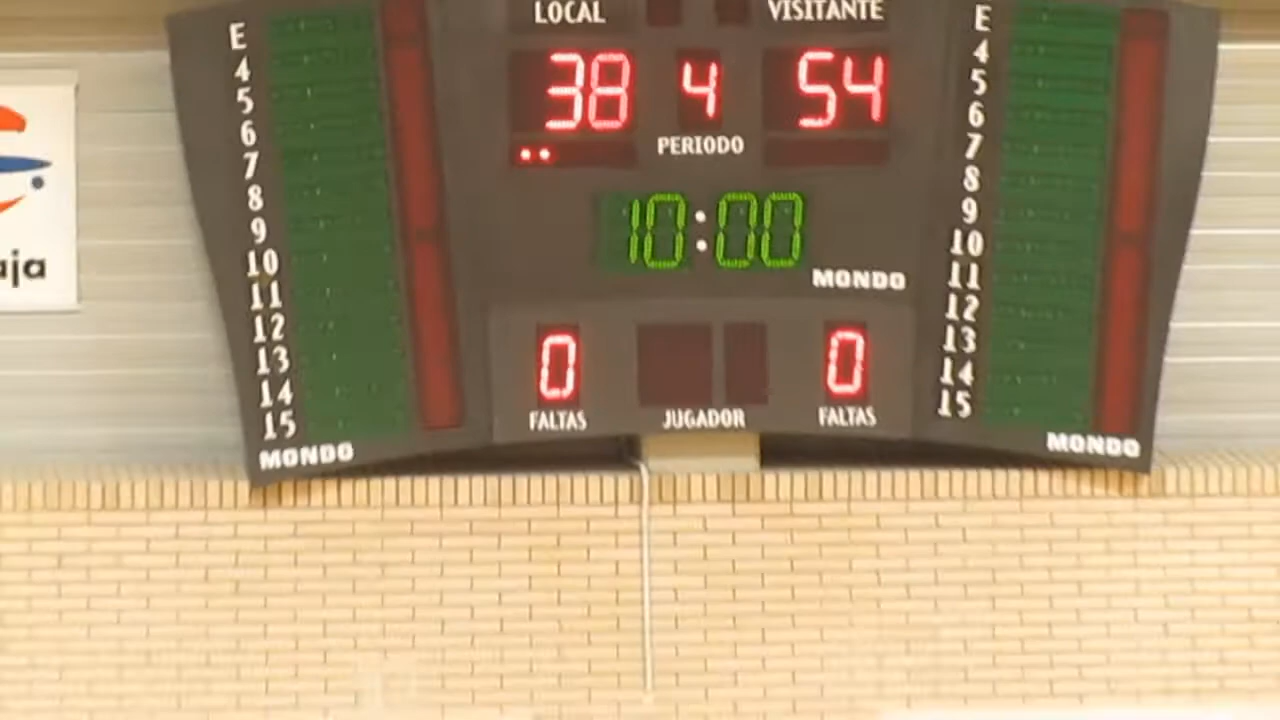 LOCAL VISITANTE
38 4 54
PERIODO
10:00
MONDO
0 0
FALTAS JUGADOR FALTAS
E
4
5
6
7
8
9
10
11
12
13
14
15
MONDO
E
4
5
6
7
8
9
10
11
12
13
14
15
MONDO
aja